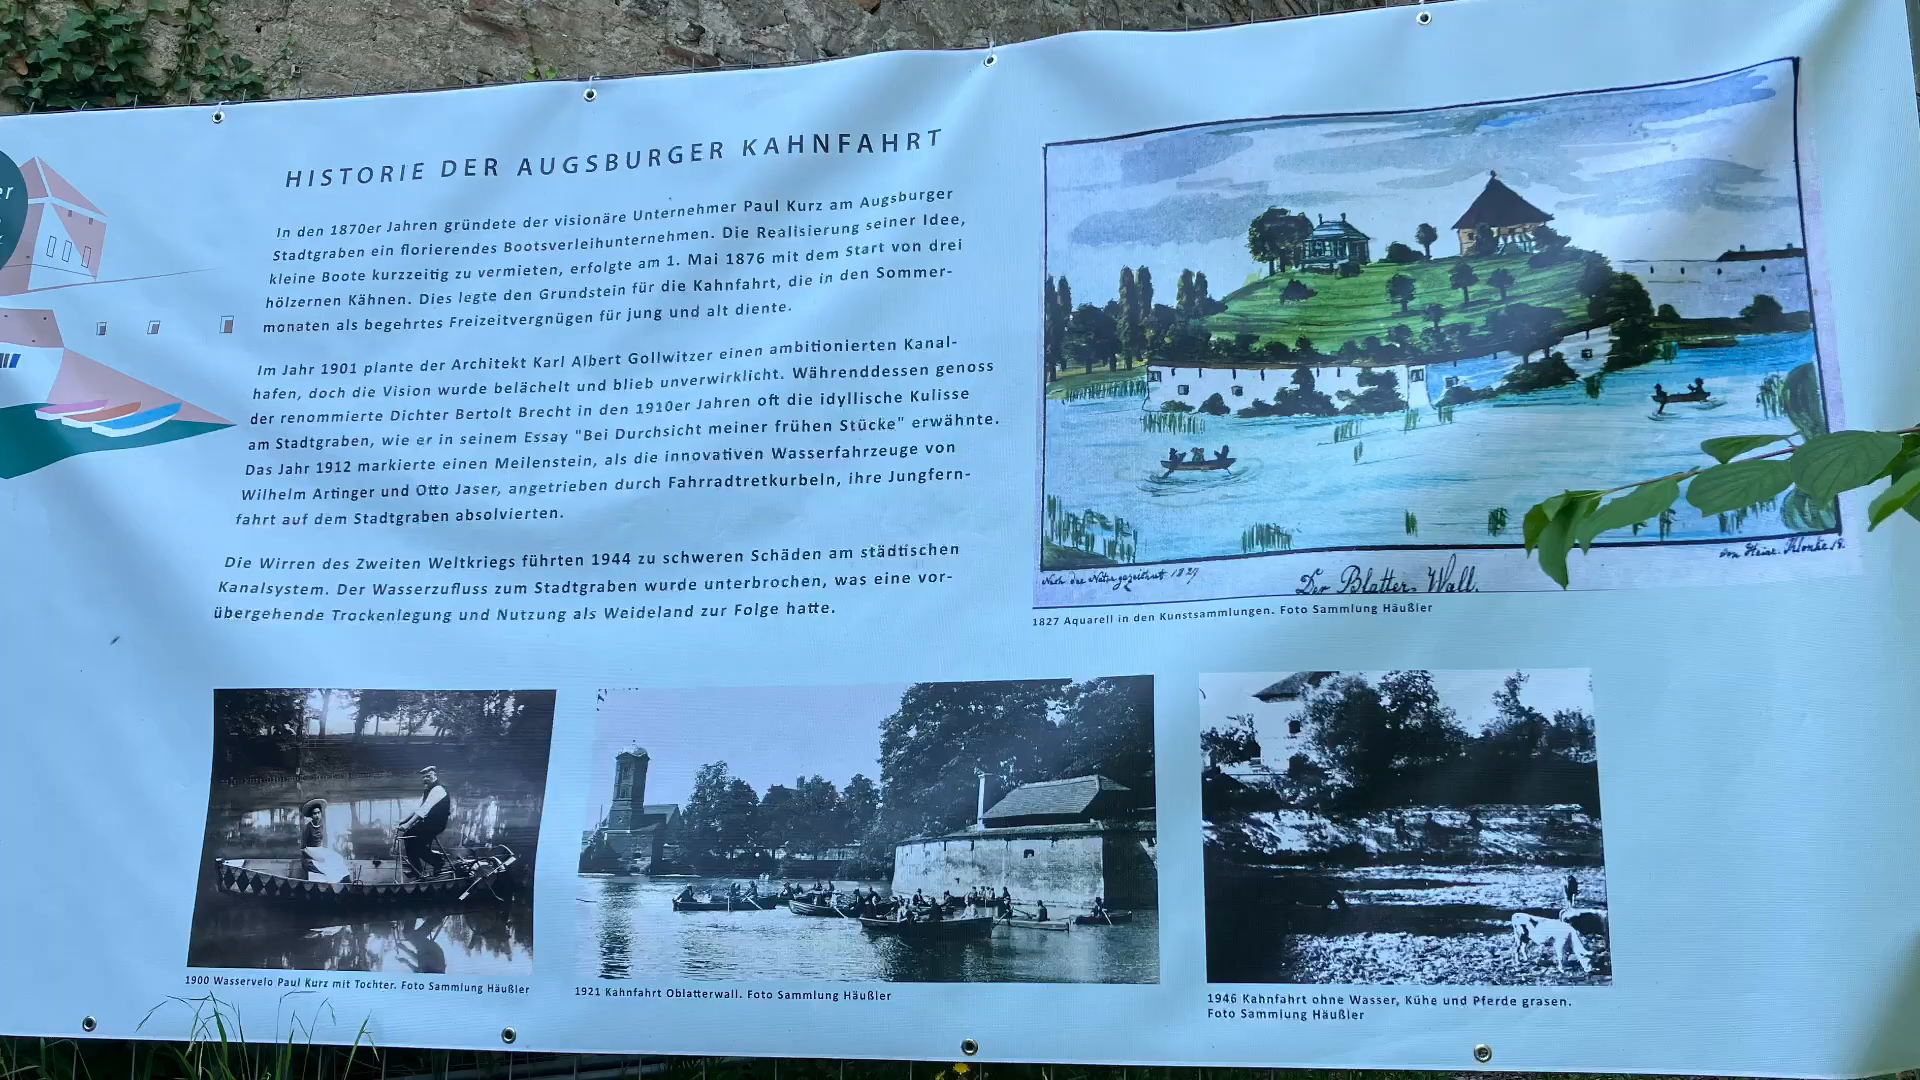 er
HISTORIE DER AUGSBURGER KAHNFAHRT
In den 1870er Jahren gründete der visionäre Unternehmer Paul Kurz am Augsburger
Stadtgraben ein florierendes Bootsverleihunternehmen. Die Realisierung seiner Idee,
kleine Boote kurzzeitig zu vermieten, erfolgte am 1. Mai 1876 mit dem Start von drei
hölzernen Kähnen. Dies legte den Grundstein für die Kahnfahrt, die in den Sommer-
monaten als begehrtes Freizeitvergnügen für jung und alt diente.
Im Jahr 1901 plante der Architekt Karl Albert Gollwitzer einen ambitionierten Kanal-
hafen, doch die Vision wurde belächelt und blieb unverwirklicht. Währenddessen genoss
der renommierte Dichter Bertolt Brecht in den 1910er Jahren oft die idyllische Kulisse
am Stadtgraben, wie er in seinem Essay "Bei Durchsicht meiner frühen Stücke" erwähnte.
Das Jahr 1912 markierte einen Meilenstein, als die innovativen Wasserfahrzeuge von
Wilhelm Artinger und Otto Jaser, angetrieben durch Fahrradtretkurbeln, ihre Jungfern-
fahrt auf dem Stadtgraben absolvierten.
Die Wirren des Zweiten Weltkriegs führten 1944 zu schweren Schäden am städtischen
Kanalsystem. Der Wasserzufluss zum Stadtgraben wurde unterbrochen, was eine vor-
übergehende Trockenlegung und Nutzung als Weideland zur Folge hatte.
Nach der Natur gezeichnet 1827
Der Blatter-Wall.
von Heinr.
1827 Aquarell in den Kunstsammlungen. Foto Sammlung Häußler
1900 Wasservelo Paul Kurz mit Tochter. Foto Sammlung Häußler
1921 Kahnfahrt Oblatterwall. Foto Sammlung Häußler
1946 Kahnfahrt ohne Wasser, Kühe und Pferde grasen.
Foto Sammlung Häußler